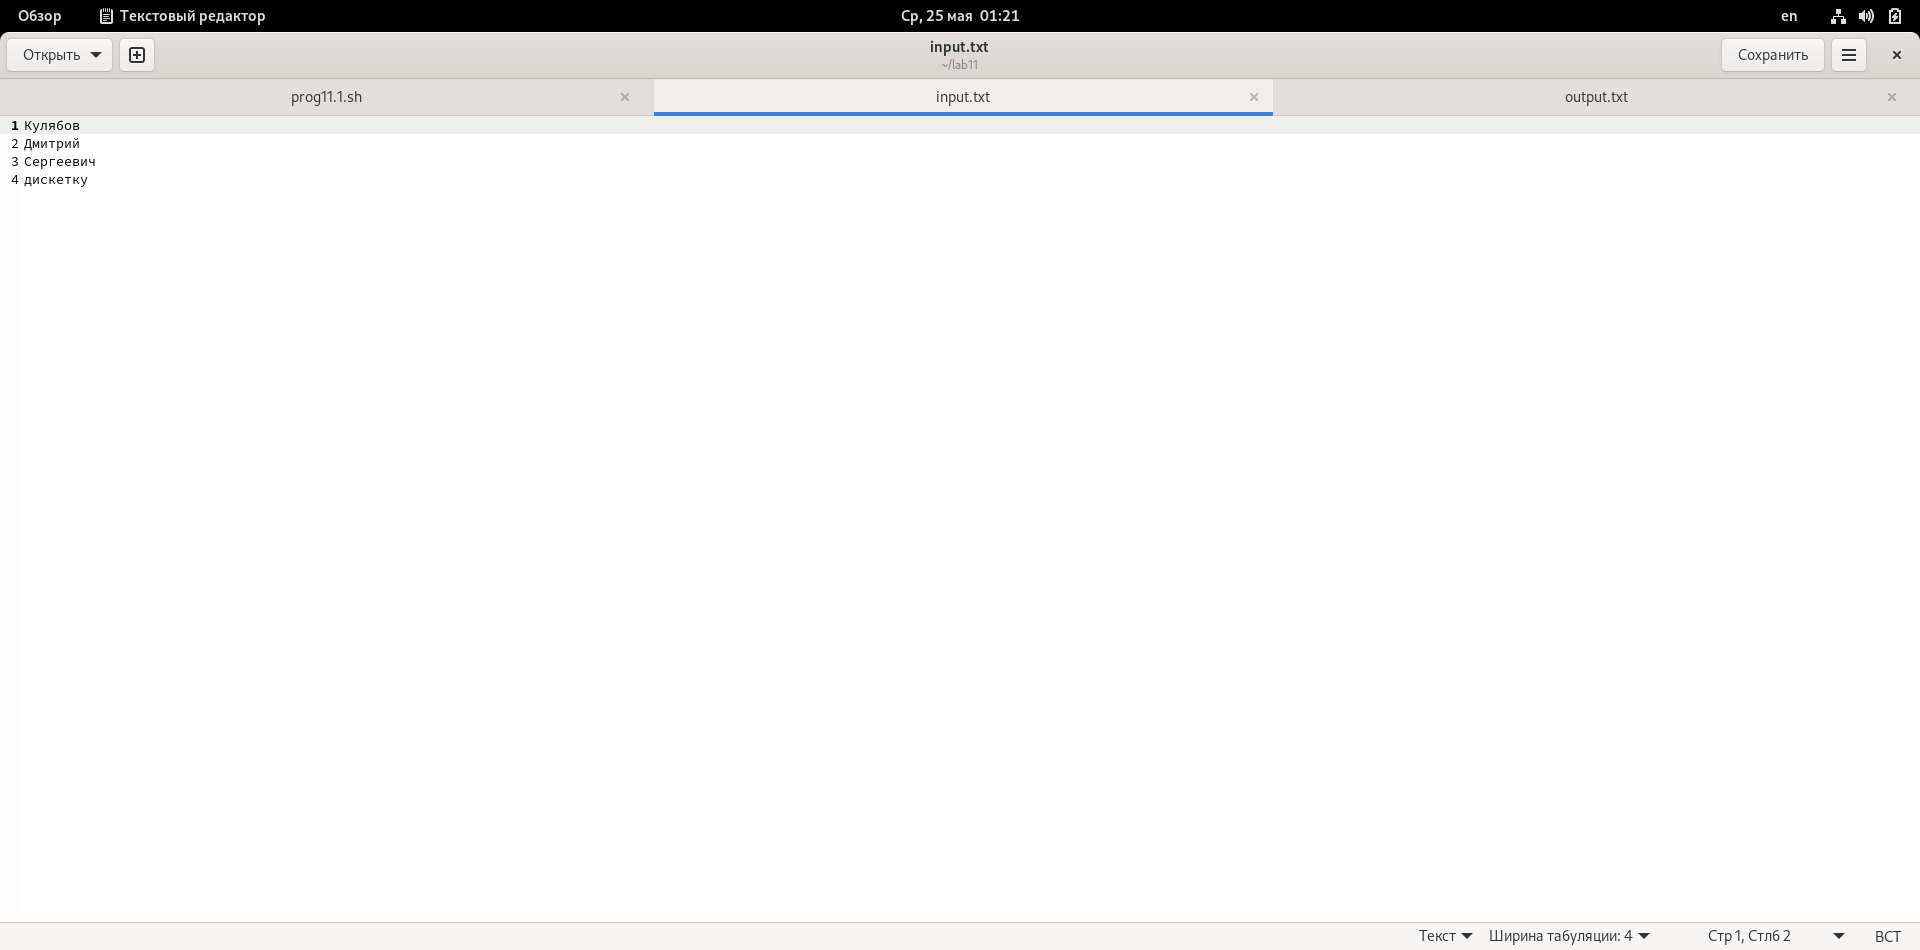 Обзор Текстовый редактор Ср, 25 мая 01:21 en
Открыть input.txt Сохранить
~/lab11
prog11.1.sh input.txt output.txt
1 Кулябов
2 Дмитрий
3 Сергеевич
4 дискетку
Текст Ширина табуляции: 4 Стр 1, Стлб 2 ВСТ